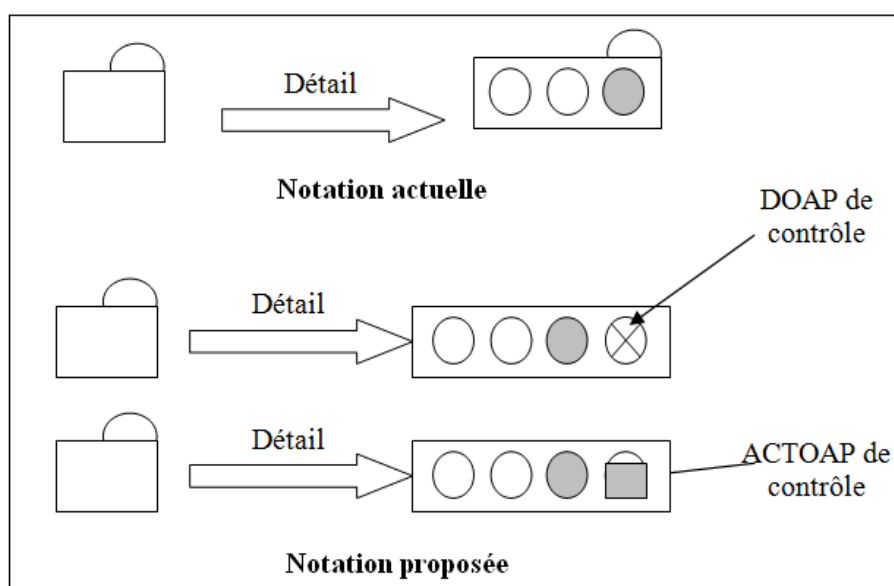 Détail
Notation actuelle
DOAP de
contrôle
Détail
Détail
ACTOAP de
contrôle
Notation proposée